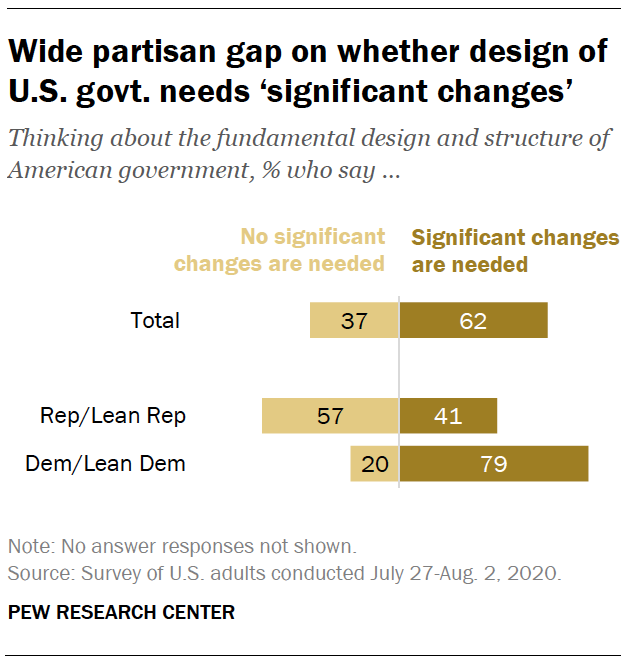 Wide partisan gap on whether design of
U.S. govt. needs ‘significant changes’
Thinking about the fundamental design and structure of
American government, % who say ...
No significant
changes are needed
Significant changes
are needed
Total 37 62
Rep/Lean Rep 57 41
Dem/Lean Dem 20 79
Note: No answer responses not shown.
Source: Survey of U.S. adults conducted July 27-Aug. 2, 2020.
PEW RESEARCH CENTER